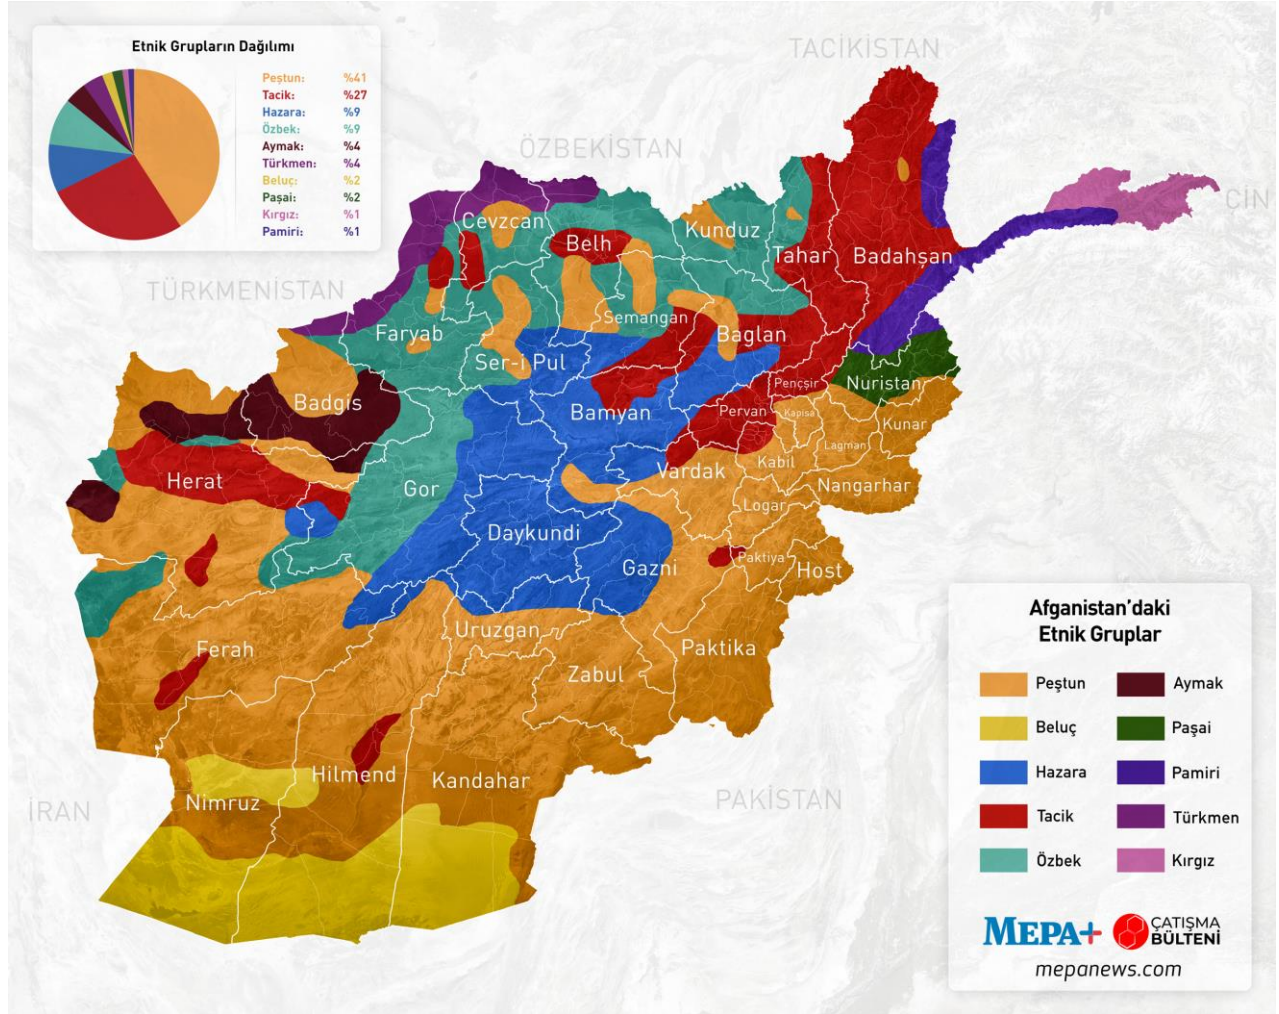 Etnik Grupların Dağılımı
Peştun: %41
Tacik: %27
Hazara: %9
Özbek: %9
Aymak: %4
Türkmen: %4
Beluç: %2
Paşai: %2
Kırgız: %1
Pamiri: %1
TACİKİSTAN
ÖZBEKİSTAN
ÇİN
TÜRKMENİSTAN
İRAN
PAKİSTAN
Cevzcan
Belh
Kunduz
Tahar
Badahşan
Faryab
Semangan
Baglan
Ser-i Pul
Badgis
Bamyan
Pençşir
Nuristan
Pervan
Kapisa
Kunar
Lagman
Herat
Gor
Vardak
Kabil
Nangarhar
Logar
Daykundi
Gazni
Paktiya
Host
Uruzgan
Ferah
Zabul
Paktika
Hilmend
Kandahar
Nimruz
Afganistan’daki
Etnik Gruplar
Peştun
Aymak
Beluç
Paşai
Hazara
Pamiri
Tacik
Türkmen
Özbek
Kırgız
MEPA+
ÇATIŞMA
BÜLTENİ
mepanews.com